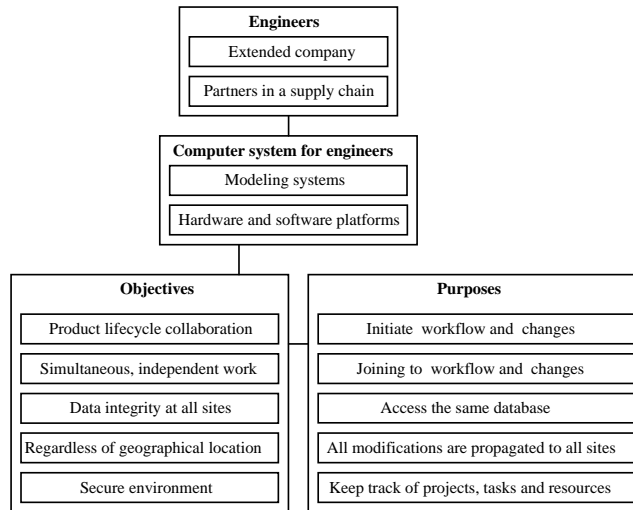 Engineers
Extended company
Partners in a supply chain
Computer system for engineers
Modeling systems
Hardware and software platforms
Objectives
Product lifecycle collaboration
Simultaneous, independent work
Data integrity at all sites
Regardless of geographical location
Secure environment
Purposes
Initiate workflow and changes
Joining to workflow and changes
Access the same database
All modifications are propagated to all sites
Keep track of projects, tasks and resources